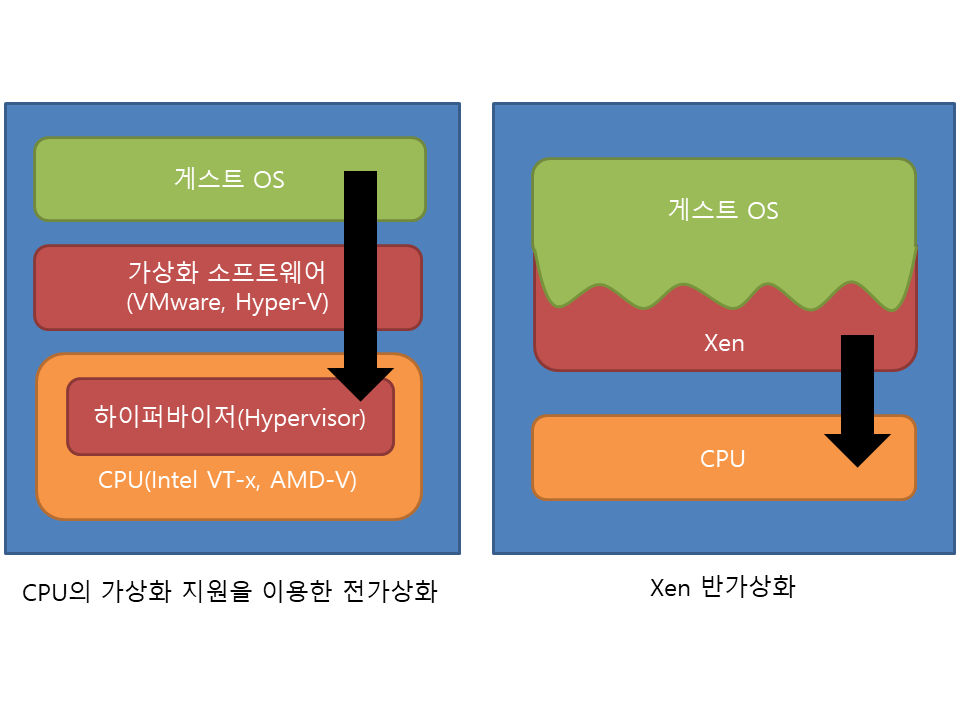 게스트 OS
가상화 소프트웨어
(VMware, Hyper-V)
하이퍼바이저(Hypervisor)
CPU(Intel VT-x, AMD-V)
CPU의 가상화 지원을 이용한 전가상화
게스트 OS
Xen
CPU
Xen 반가상화